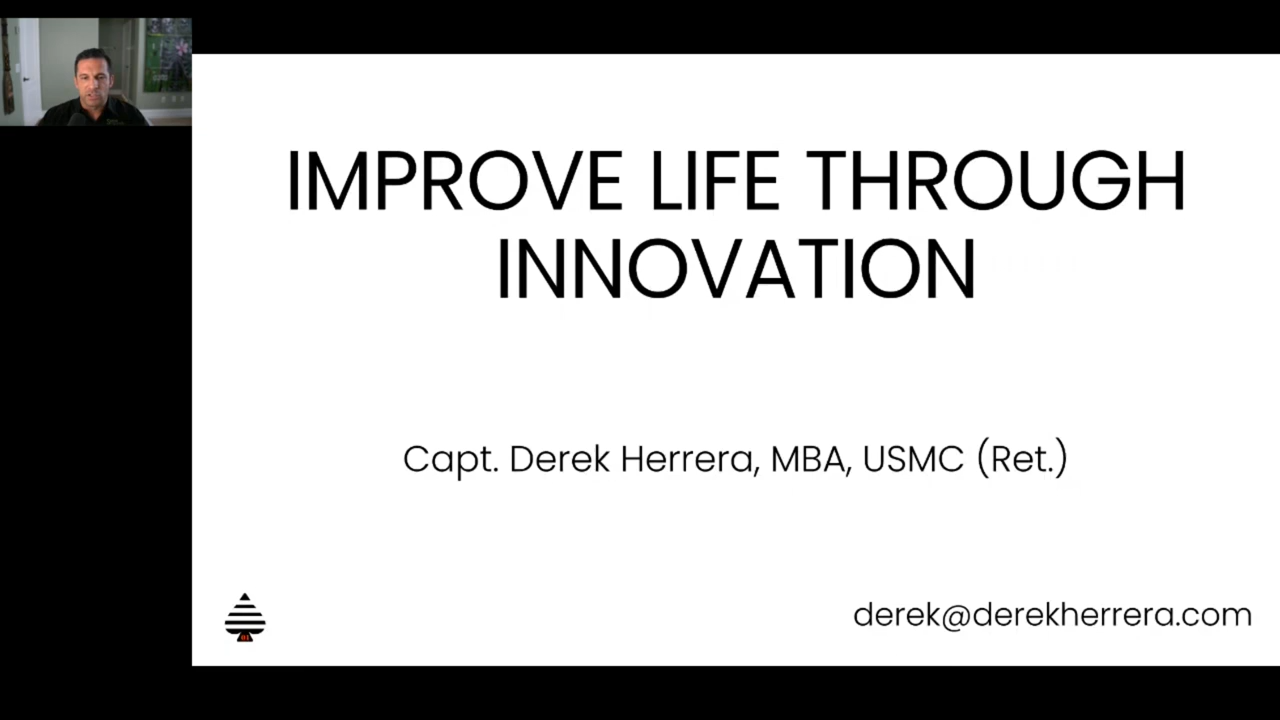 IMPROVE LIFE THROUGH
INNOVATION
Capt. Derek Herrera, MBA, USMC (Ret.)
derek@derekherrera.com